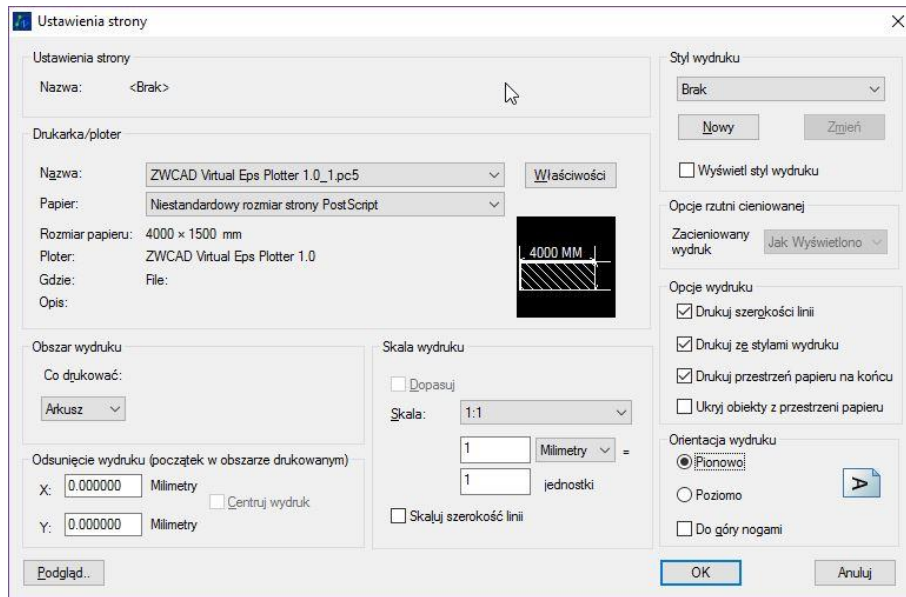 Ustawienia strony
Ustawienia strony
Nazwa: <Brak>
Drukarka/ploter
Nazwa: ZWCAD Virtual Eps Plotter 1.0_1.pc5 Właściwości
Papier: Niestandardowy rozmiar strony PostScript
Rozmiar papieru: 4000 × 1500 mm
Ploter: ZWCAD Virtual Eps Plotter 1.0
Gdzie: File:
Opis:
4000 MM
Obszar wydruku
Co drukować:
Arkusz
Odsunięcie wydruku (początek w obszarze drukowanym)
X: 0.000000 Milimetry
Centruj wydruk
Y: 0.000000 Milimetry
Skala wydruku
Dopasuj
Skala: 1:1
1 Milimetry =
1 jednostki
Skaluj szerokość linii
Styl wydruku
Brak
Nowy Zmień
Wyświetl styl wydruku
Opcje rzutni cieniowanej
Zacieniowany
wydruk
Jak Wyświetlono
Opcje wydruku
Drukuj szerokości linii
Drukuj ze stylami wydruku
Drukuj przestrzeń papieru na końcu
Ukryj obiekty z przestrzeni papieru
Orientacja wydruku
Pionowo
A
Poziomo
Do góry nogami
Podgląd.. OK Anuluj